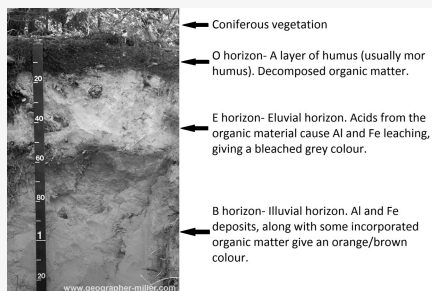 Coniferous vegetation
O horizon- A layer of humus (usually mor
humus). Decomposed organic matter.
20
E horizon- Eluvial horizon. Acids from the
organic material cause Al and Fe leaching,
giving a bleached grey colour.
40
60
80
B horizon- Illuvial horizon. Al and Fe
deposits, along with some incorporated
organic matter give an orange/brown
colour.
1
20
www.geographer-miller.com